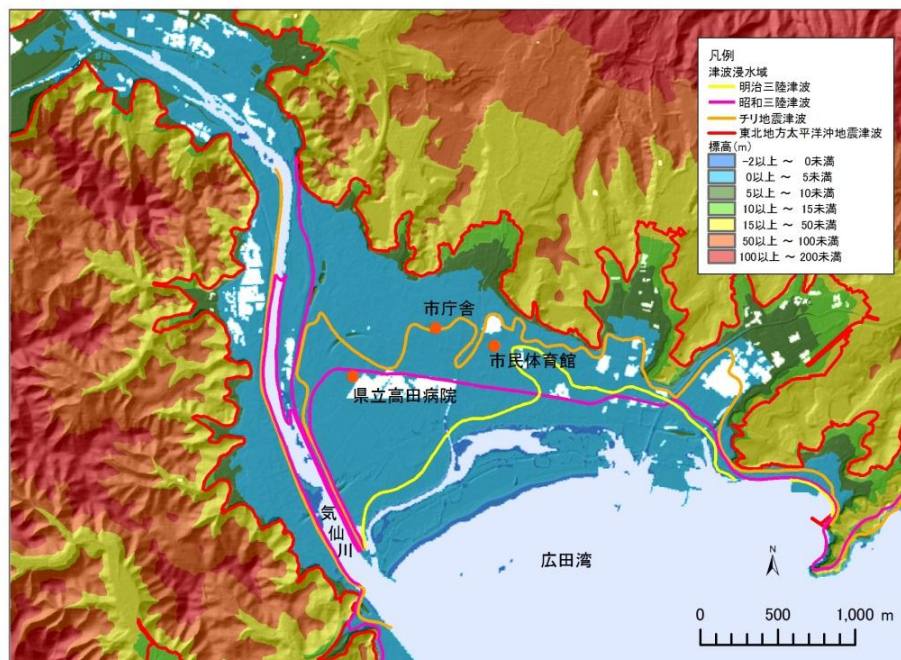 凡例
津波浸水域
明治三陸津波
昭和三陸津波
チリ地震津波
東北地方太平洋沖地震津波
標高(m)
-2以上 ～ 0未満
0以上 ～ 5未満
5以上 ～ 10未満
10以上 ～ 15未満
15以上 ～ 50未満
50以上 ～ 100未満
100以上 ～ 200未満
市庁舎
市民体育館
県立高田病院
気仙川
広田湾
N
0 500 1,000 m